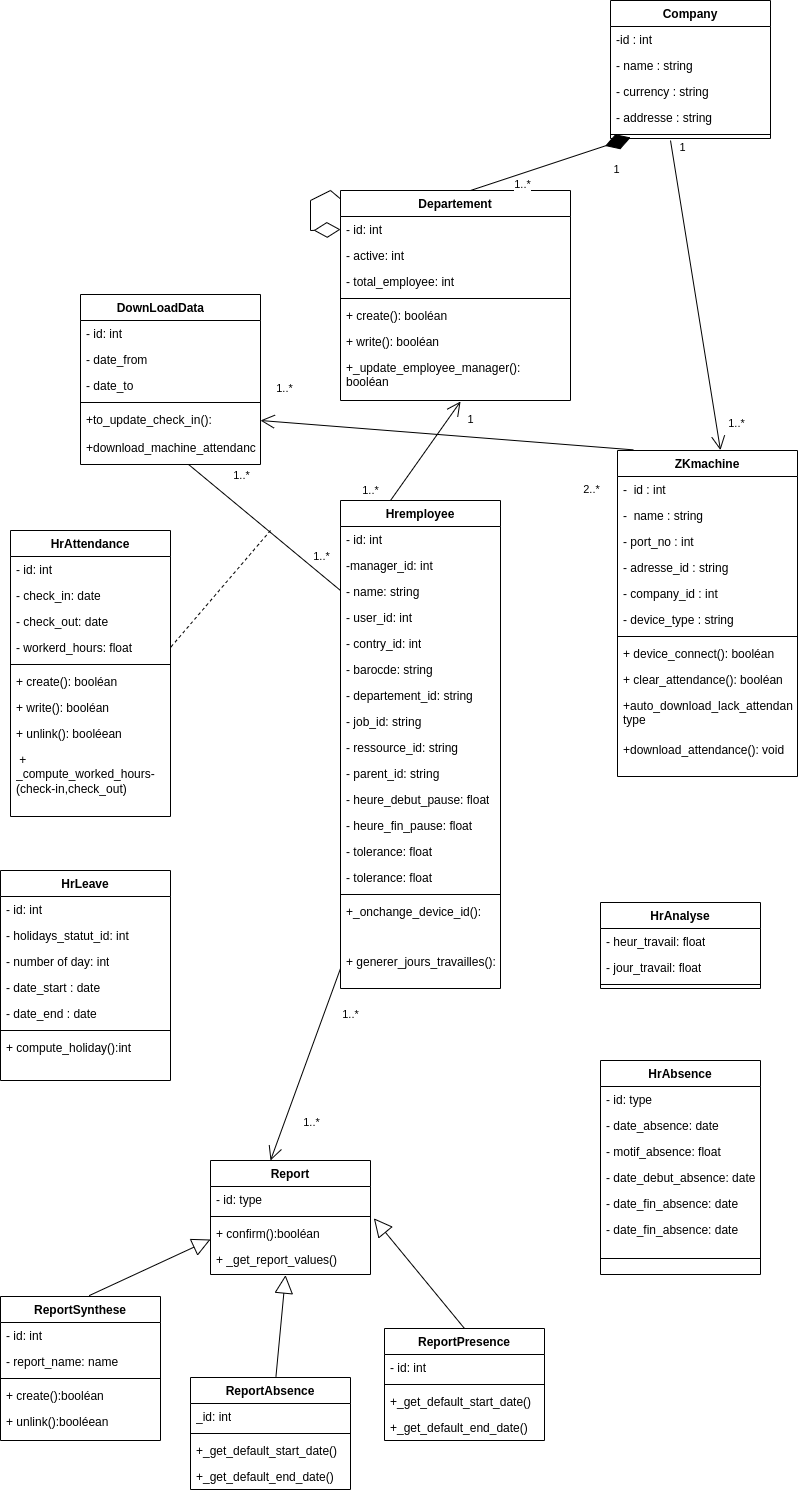 Company
-id : int
- name : string
- currency : string
- addresse : string
1
1
1..*
Departement
- id: int
- active: int
- total_employee: int
+ create(): booléan
+ write(): booléan
+_update_employee_manager():
booléan
DownLoadData
- id: int
- date_from
- date_to
+to_update_check_in():
+download_machine_attendanc
1..*
1
1..*
1..*
2..*
1..*
1..*
ZKmachine
-  id : int
-  name : string
- port_no : int
- adresse_id : string
- company_id : int
- device_type : string
+ device_connect(): booléan
+ clear_attendance(): booléan
+auto_download_lack_attendan
type
+download_attendance(): void
Hremployee
- id: int
-manager_id: int
- name: string
- user_id: int
- contry_id: int
- barocde: string
- departement_id: string
- job_id: string
- ressource_id: string
- parent_id: string
- heure_debut_pause: float
- heure_fin_pause: float
- tolerance: float
- tolerance: float
+_onchange_device_id():
+ generer_jours_travailles():
HrAttendance
- id: int
- check_in: date
- check_out: date
- workerd_hours: float
+ create(): booléan
+ write(): booléan
+ unlink(): booléean
+
_compute_worked_hours-
(check-in,check_out)
HrLeave
- id: int
- holidays_statut_id: int
- number of day: int
- date_start : date
- date_end : date
+ compute_holiday():int
HrAnalyse
- heur_travail: float
- jour_travail: float
1..*
1..*
HrAbsence
- id: type
- date_absence: date
- motif_absence: float
- date_debut_absence: date
- date_fin_absence: date
- date_fin_absence: date
Report
- id: type
+ confirm():booléan
+ _get_report_values()
ReportSynthese
- id: int
- report_name: name
+ create():booléan
+ unlink():booléean
ReportAbsence
_id: int
+_get_default_start_date()
+_get_default_end_date()
ReportPresence
- id: int
+_get_default_start_date()
+_get_default_end_date()